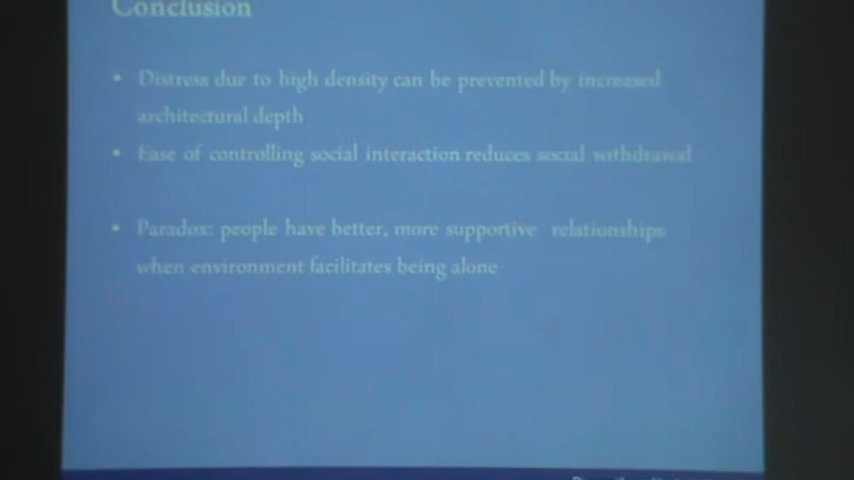 Conclusion
• Distress due to high density can be prevented by increased
architectural depth
• Ease of controlling social interaction reduces social withdrawal
• Paradox: people have better, more supportive relationships
when environment facilitates being alone